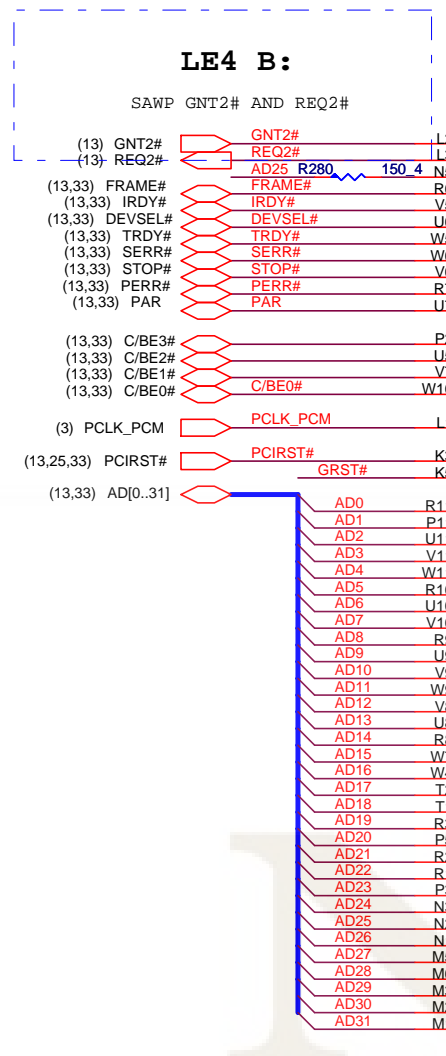 LE4 B:
SAWP GNT2# AND REQ2#
(13) GNT2# GNT2#
(13) REQ2# REQ2#
AD25 R280 150_4
(13,33) FRAME# FRAME#
(13,33) IRDY# IRDY#
(13,33) DEVSEL# DEVSEL#
(13,33) TRDY# TRDY#
(13,33) SERR# SERR#
(13,33) STOP# STOP#
(13,33) PERR# PERR#
(13,33) PAR PAR
(13,33) C/BE3#
(13,33) C/BE2#
(13,33) C/BE1#
(13,33) C/BE0# C/BE0#
(3) PCLK_PCM PCLK_PCM
(13,25,33) PCIRST# PCIRST#
GRST#
(13,33) AD[0..31]
AD0
AD1
AD2
AD3
AD4
AD5
AD6
AD7
AD8
AD9
AD10
AD11
AD12
AD13
AD14
AD15
AD16
AD17
AD18
AD19
AD20
AD21
AD22
AD23
AD24
AD25
AD26
AD27
AD28
AD29
AD30
AD31